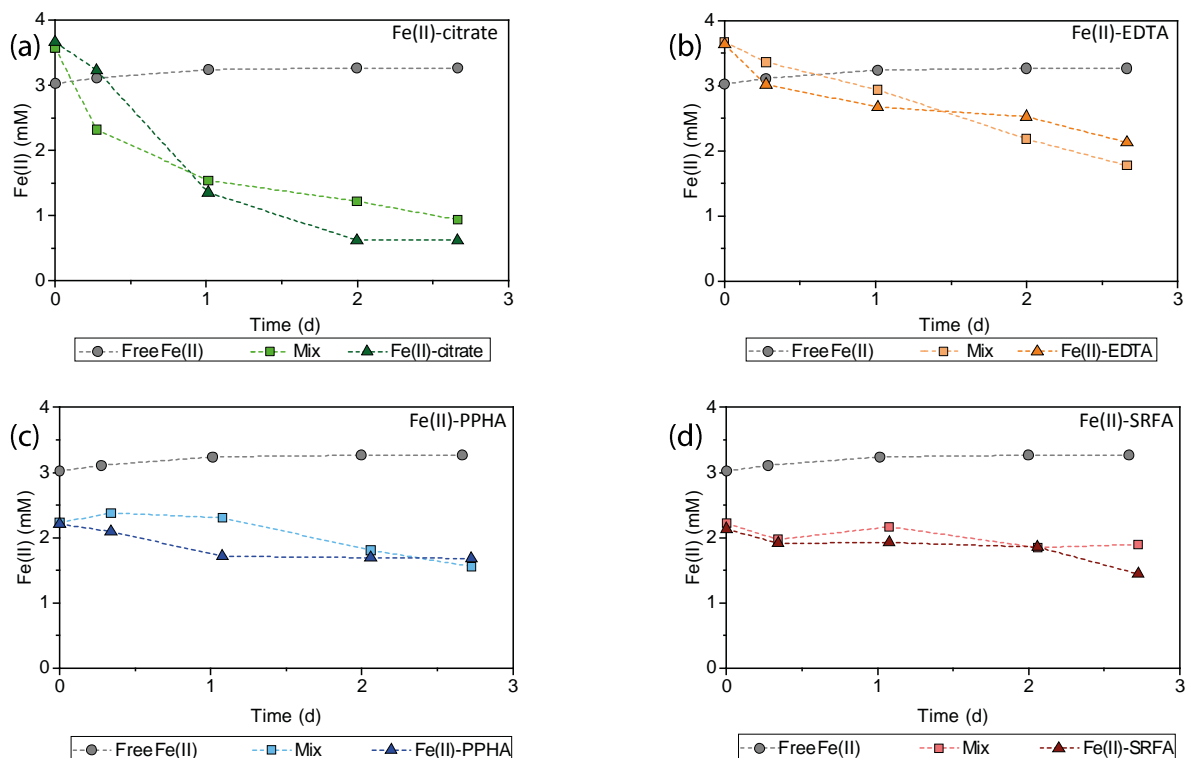 (a)
Fe(II)-citrate
Fe(II) (mM)
4
3
2
1
0
0 1 2 3
Time (d)
Free Fe(II) Mix Fe(II)-citrate
(b)
Fe(II)-EDTA
Fe(II) (mM)
4
3
2
1
0
0 1 2 3
Time (d)
Free Fe(II) Mix Fe(II)-EDTA
(c)
Fe(II)-PPHA
Fe(II) (mM)
4
3
2
1
0
0 1 2 3
Time (d)
Free Fe(II) Mix Fe(II)-PPHA
(d)
Fe(II)-SRFA
Fe(II) (mM)
4
3
2
1
0
0 1 2 3
Time (d)
Free Fe(II) Mix Fe(II)-SRFA